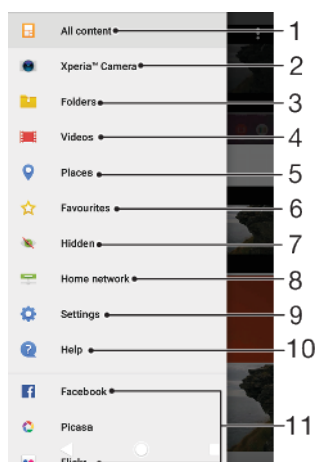 All content 1
Xperia™ Camera 2
Folders 3
Videos 4
Places 5
Favourites 6
Hidden 7
Home network 8
Settings 9
Help 10
Facebook
11
Picasa
Flickr